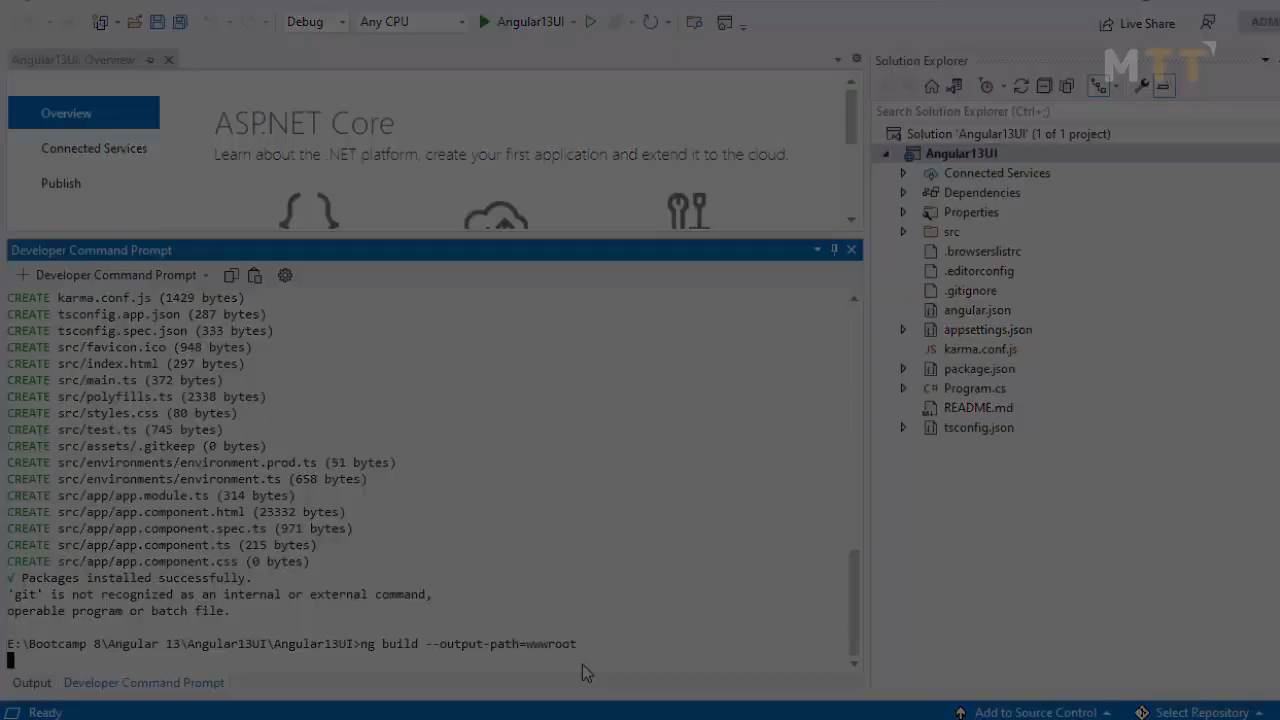 Debug
Any CPU
Angular13UI
Live Share
ADM
Angular13UI: Overview
Solution Explorer
MTT
Overview
Connected Services
Publish
ASP.NET Core
Learn about the .NET platform, create your first application and extend it to the cloud.
Search Solution Explorer (Ctrl+;)
Solution 'Angular13UI' (1 of 1 project)
Angular13UI
Connected Services
Dependencies
Properties
src
.browserslistrc
.editorconfig
.gitignore
angular.json
appsettings.json
JS karma.conf.js
package.json
C# Program.cs
README.md
tsconfig.json
Developer Command Prompt
Developer Command Prompt
CREATE karma.conf.js (1429 bytes)
CREATE tsconfig.app.json (287 bytes)
CREATE tsconfig.spec.json (333 bytes)
CREATE src/favicon.ico (948 bytes)
CREATE src/index.html (297 bytes)
CREATE src/main.ts (372 bytes)
CREATE src/polyfills.ts (2338 bytes)
CREATE src/styles.css (80 bytes)
CREATE src/test.ts (745 bytes)
CREATE src/assets/.gitkeep (0 bytes)
CREATE src/environments/environment.prod.ts (51 bytes)
CREATE src/environments/environment.ts (658 bytes)
CREATE src/app/app.module.ts (314 bytes)
CREATE src/app/app.component.html (23332 bytes)
CREATE src/app/app.component.spec.ts (971 bytes)
CREATE src/app/app.component.ts (215 bytes)
CREATE src/app/app.component.css (0 bytes)
√ Packages installed successfully.
'git' is not recognized as an internal or external command,
operable program or batch file.
E:\Bootcamp 8\Angular 13\Angular13UI\Angular13UI>ng build --output-path=wwwroot
Output
Developer Command Prompt
Ready
Add to Source Control
Select Repository